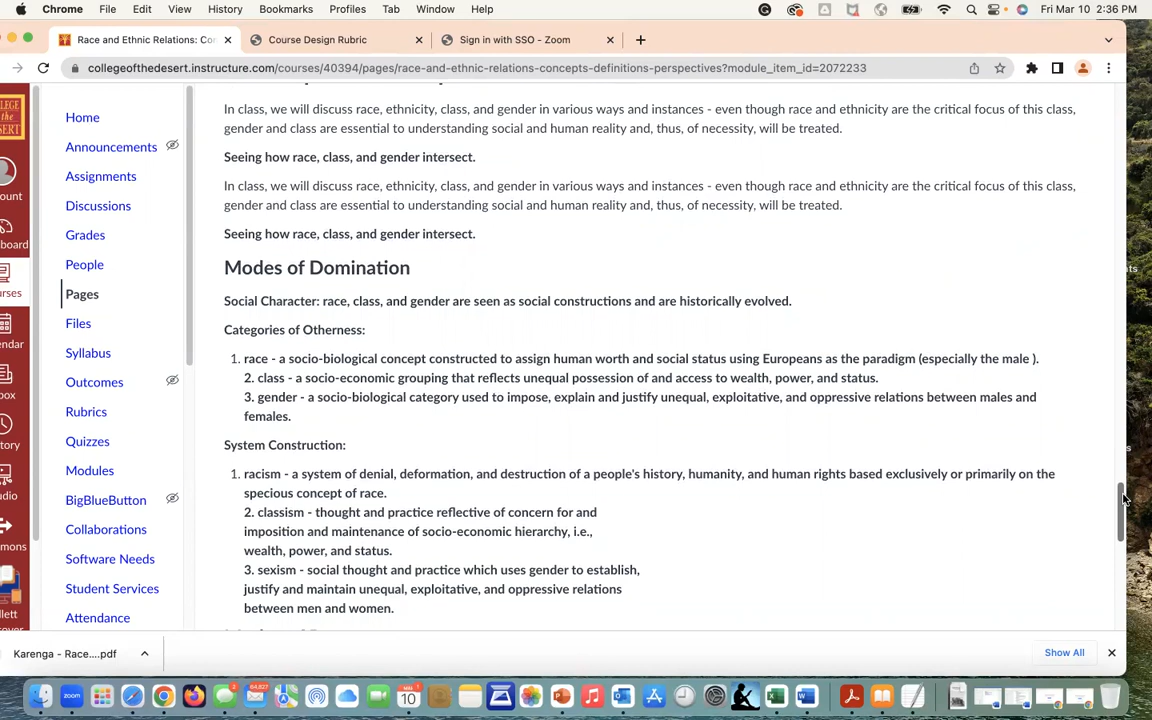 Chrome File Edit View History Bookmarks Profiles Tab Window Help Fri Mar 10 2:36 PM
Race and Ethnic Relations: Co Course Design Rubric Sign in with SSO - Zoom
collegeofthedesert.instructure.com/courses/40394/pages/race-and-ethnic-relations-concepts-definitions-perspectives?module_item_id=2072233
In class, we will discuss race, ethnicity, class, and gender in various ways and instances - even though race and ethnicity are the critical focus of this class,
gender and class are essential to understanding social and human reality and, thus, of necessity, will be treated.
Seeing how race, class, and gender intersect.
In class, we will discuss race, ethnicity, class, and gender in various ways and instances - even though race and ethnicity are the critical focus of this class,
gender and class are essential to understanding social and human reality and, thus, of necessity, will be treated.
Seeing how race, class, and gender intersect.
Modes of Domination
Social Character: race, class, and gender are seen as social constructions and are historically evolved.
Categories of Otherness:
1. race - a socio-biological concept constructed to assign human worth and social status using Europeans as the paradigm (especially the male ).
2. class - a socio-economic grouping that reflects unequal possession of and access to wealth, power, and status.
3. gender - a socio-biological category used to impose, explain and justify unequal, exploitative, and oppressive relations between males and
females.
System Construction:
1. racism - a system of denial, deformation, and destruction of a people's history, humanity, and human rights based exclusively or primarily on the
specious concept of race.
2. classism - thought and practice reflective of concern for and
imposition and maintenance of socio-economic hierarchy, i.e.,
wealth, power, and status.
3. sexism - social thought and practice which uses gender to establish,
justify and maintain unequal, exploitative, and oppressive relations
between men and women.
Home
Announcements
Assignments
Discussions
Grades
People
Pages
Files
Syllabus
Outcomes
Rubrics
Quizzes
Modules
BigBlueButton
Collaborations
Software Needs
Student Services
Attendance
LEGE
the
SERT
ount
board
rses
ndar
box
tory
udio
mons
llett
Karenga - Race....pdf Show All
zoom
10
64,827